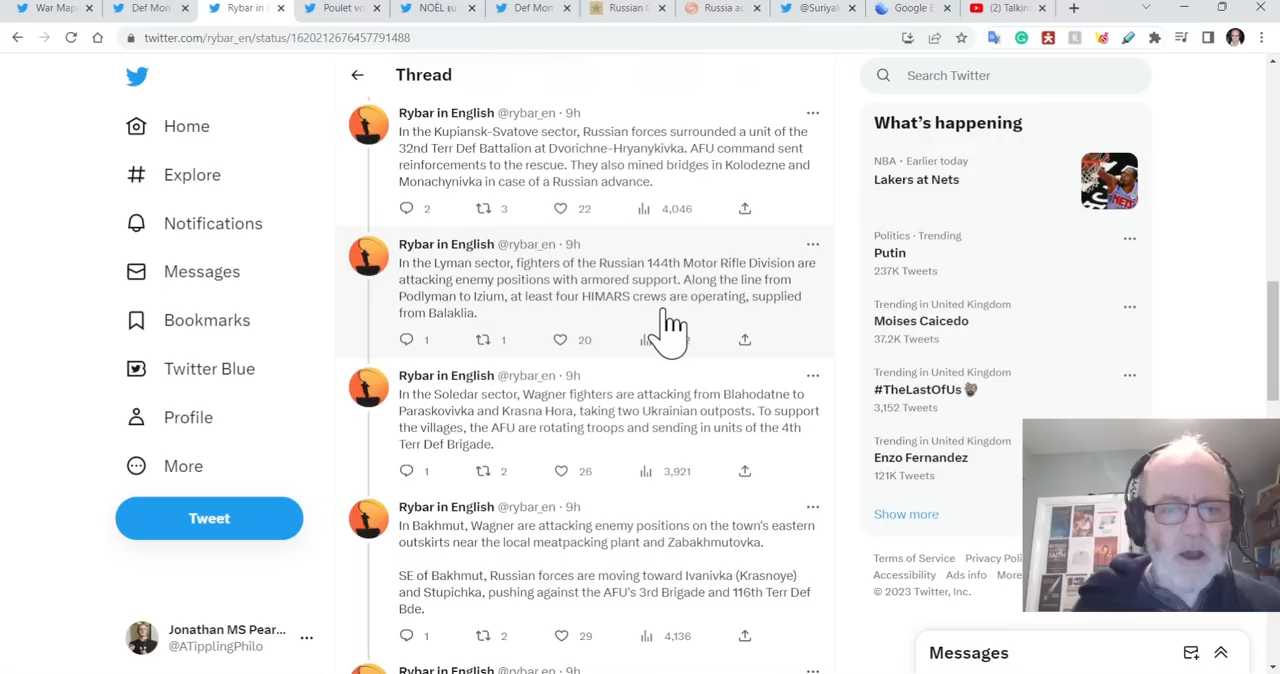 War Map
Def Mon
Rybar in E
Poulet vo
NOËL EU
Def Mon
Russian O
Russia a
@Suriyak
Google E
(2) Talkin
twitter.com/rybar_en/status/1620212676457791488
Thread
Search Twitter
Home
Explore
Notifications
Messages
Bookmarks
Twitter Blue
Profile
More
Tweet
Jonathan MS Pear...
@ATipplingPhilo
Rybar in English @rybar_en · 9h
In the Kupiansk-Svatove sector, Russian forces surrounded a unit of the
32nd Terr Def Battalion at Dvorichne-Hryanykivka. AFU command sent
reinforcements to the rescue. They also mined bridges in Kolodezne and
Monachynivka in case of a Russian advance.
2 3 22 4,046
Rybar in English @rybar_en · 9h
In the Lyman sector, fighters of the Russian 144th Motor Rifle Division are
attacking enemy positions with armored support. Along the line from
Podlyman to Izium, at least four HIMARS crews are operating, supplied
from Balaklia.
1 1 20
Rybar in English @rybar_en · 9h
In the Soledar sector, Wagner fighters are attacking from Blahodatne to
Paraskovivka and Krasna Hora, taking two Ukrainian outposts. To support
the villages, the AFU are rotating troops and sending in units of the 4th
Terr Def Brigade.
1 2 26 3,921
Rybar in English @rybar_en · 9h
In Bakhmut, Wagner are attacking enemy positions on the town's eastern
outskirts near the local meatpacking plant and Zabakhmutovka.
SE of Bakhmut, Russian forces are moving toward Ivanivka (Krasnoye)
and Stupichka, pushing against the AFU's 3rd Brigade and 116th Terr Def
Bde.
1 2 29 4,136
Rybar in English @rybar_en · 9h
What's happening
NBA · Earlier today
Lakers at Nets
Politics · Trending
Putin
237K Tweets
Trending in United Kingdom
Moises Caicedo
37.2K Tweets
Trending in United Kingdom
#TheLastOfUs
3,152 Tweets
Trending in United Kingdom
Enzo Fernandez
121K Tweets
Show more
Terms of Service Privacy Poli
Accessibility Ads info More
© 2023 Twitter, Inc.
Messages